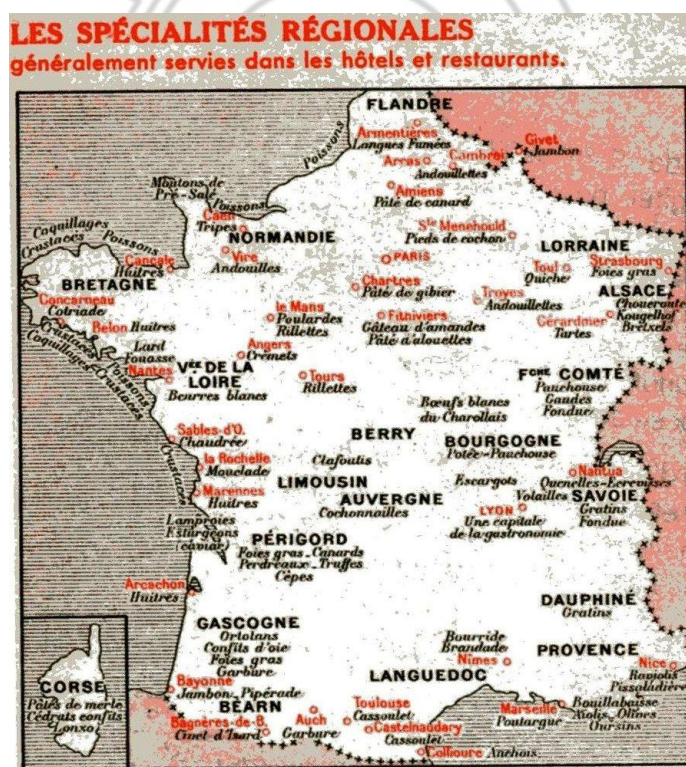 LES SPÉCIALITÉS RÉGIONALES
généralement servies dans les hôtels et restaurants.
FLANDRE
Armentières
Langues Fumées
Poissons
Arras
Cambrai
Andouillettes
Givet
Jambon
Amiens
Pâté de canard
Moutons de
Pré-Salé
Poissons
Caen
Tripes
NORMANDIE
Vire
Andouilles
Ste Menehould
Pieds de cochon
LORRAINE
Toul
Quiche
Strasbourg
Foies gras
PARIS
Coquillages
Crustacés
Poissons
Cancale
Huîtres
BRETAGNE
Concarneau
Cotriade
Belon Huîtres
Chartres
Pâté de gibier
Troyes
Andouillettes
ALSACE
Choucroute
Kougelhof
Brètzels
Gérardmer
Tartes
le Mans
Poulardes
Rillettes
Pithiviers
Gâteau d'amandes
Pâté d'alouettes
Crustacés
Coquillages
Poissons
Crustacés
Lard
Fouasse
Nantes
Angers
Crémets
Vée DE LA
LOIRE
Beurres blancs
Tours
Rillettes
Fche COMTÉ
Pauchouse
Gaudes
Fondue
Bœufs blancs
du Charollais
Sables-d'O.
Chaudrée
BERRY
BOURGOGNE
Potée-Pauchouse
la Rochelle
Mouclade
Crustacés
Clafoutis
LIMOUSIN
Escargots
Nantua
Quenelles-Ecrevisses
Marennes
Huîtres
AUVERGNE
Cochonnailles
Volailles
SAVOIE
Gratins
Fondue
LYON
Une capitale
de la gastronomie
Lamproies
Esturgeons
(caviar)
PÉRIGORD
Foies gras-Canards
Perdreaux-Truffes
Cèpes
Arcachon
Huîtres
DAUPHINÉ
Gratins
GASCOGNE
Ortolans
Confits d'oie
Foies gras
Garbure
Bourride
Brandade
Nîmes
PROVENCE
Nice
Raviolis
Pissaladière
CORSE
Pâtés de merle
Cédrats confits
Lonzo
Bayonne
Jambon-Pipérade
LANGUEDOC
BÉARN
Bagnères-de-B.
Civet d'Isard
Auch
Garbure
Toulouse
Cassoulet
Castelnaudary
Cassoulet
Collioure Anchois
Marseille
Poutargue
Bouillabaisse
Aïolis-Olives
Oursins